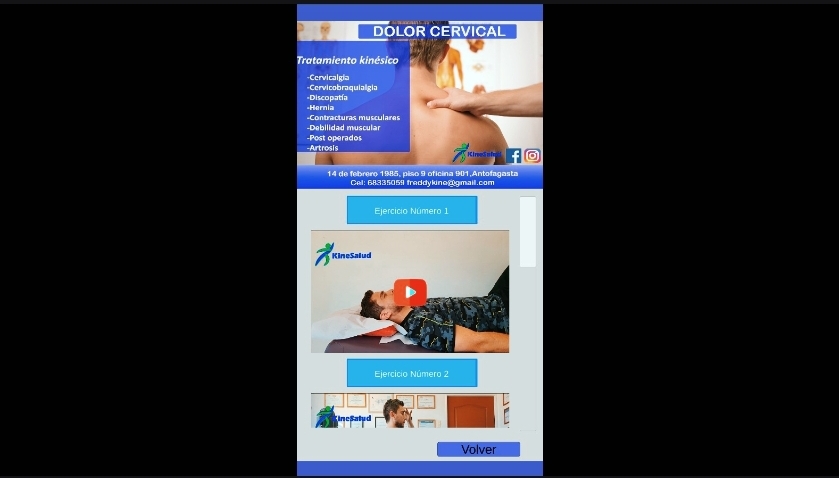 DOLOR CERVICAL
Tratamiento kinésico
-Cervicalgia
-Cervicobraquialgia
-Discopatía
-Hernia
-Contracturas musculares
-Debilidad muscular
-Post operados
-Artrosis
KineSalud
14 de febrero 1985, piso 9 oficina 901,Antofagasta
Cel: 68335059 freddykine@gmail.com
Ejercicio Número 1
KineSalud
Ejercicio Número 2
KineSalud
Volver